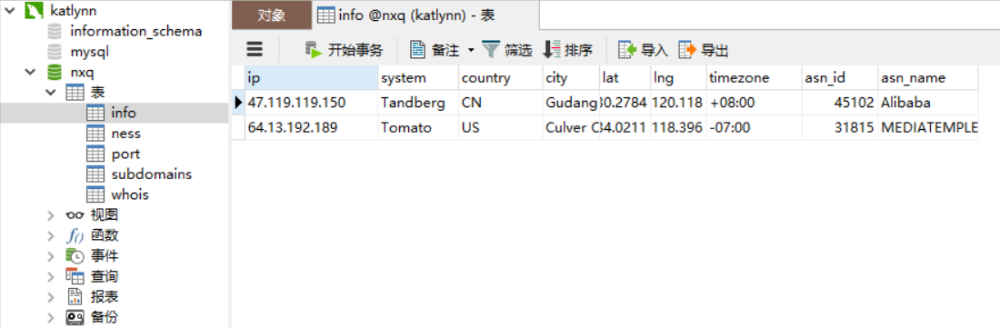 katlynn
information_schema
mysql
nxq
表
info
ness
port
subdomains
whois
视图
函数
事件
查询
报表
备份
对象 info @nxq (katlynn) - 表
开始事务 备注 筛选 排序 导入 导出
ip system country city lat lng timezone asn_id asn_name
47.119.119.150 Tandberg CN Gudang 30.2784 120.118 +08:00 45102 Alibaba
64.13.192.189 Tomato US Culver C 34.0211 118.396 -07:00 31815 MEDIATEMPLE